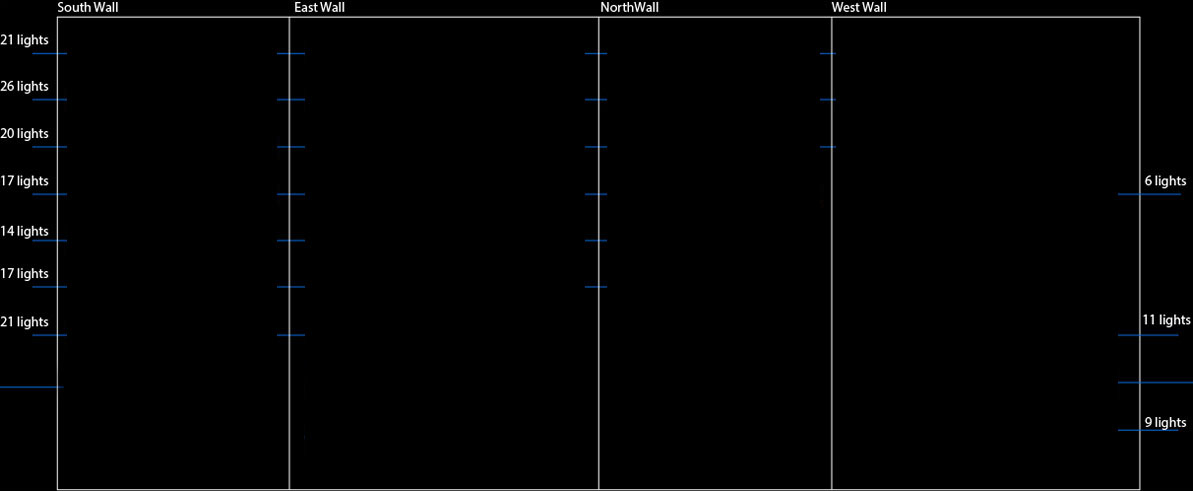 South Wall
East Wall
NorthWall
West Wall
21 lights
26 lights
20 lights
17 lights
6 lights
14 lights
17 lights
21 lights
11 lights
9 lights